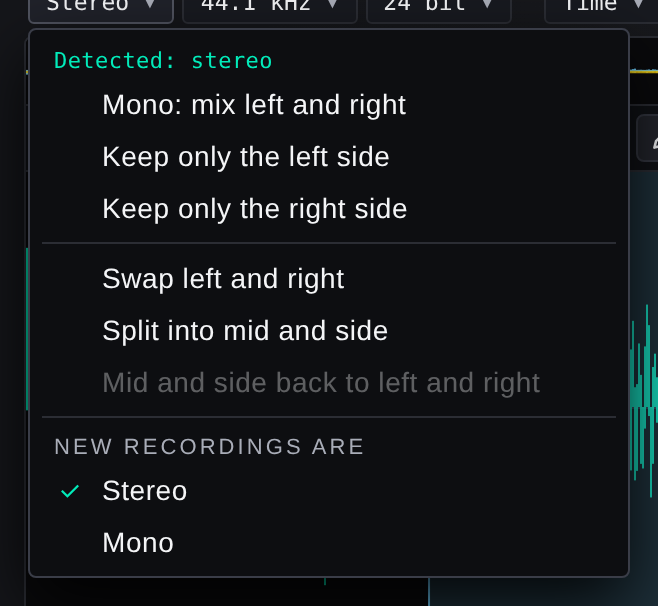 Stereo ▼ 44.1 kHz ▼ 24 bit ▼ Time ▼
Detected: stereo
Mono: mix left and right
Keep only the left side
Keep only the right side
Swap left and right
Split into mid and side
Mid and side back to left and right
NEW RECORDINGS ARE
Stereo
Mono